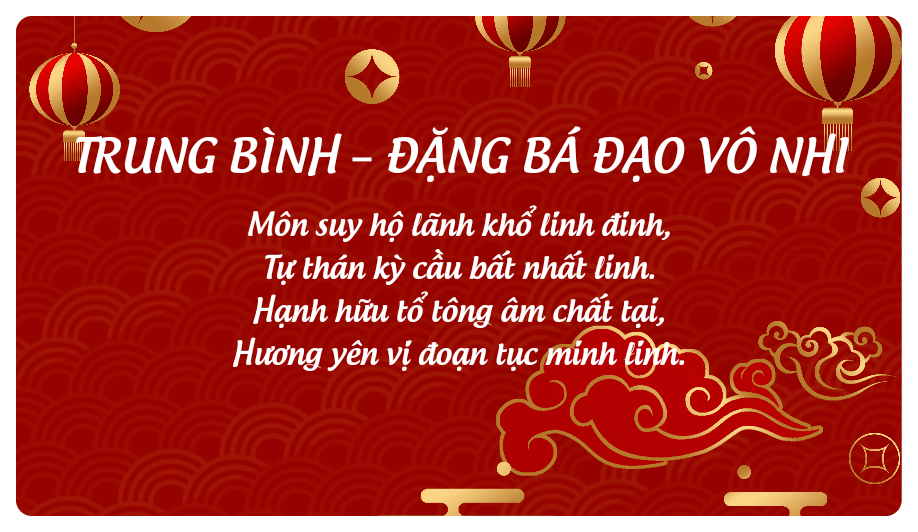 TRUNG BÌNH – ĐẶNG BÁ ĐẠO VÔ NHI
Môn suy hộ lãnh khổ linh đinh,
Tự thán kỳ cầu bất nhất linh.
Hạnh hữu tổ tông âm chất tại,
Hương yên vị đoạn tục minh linh.